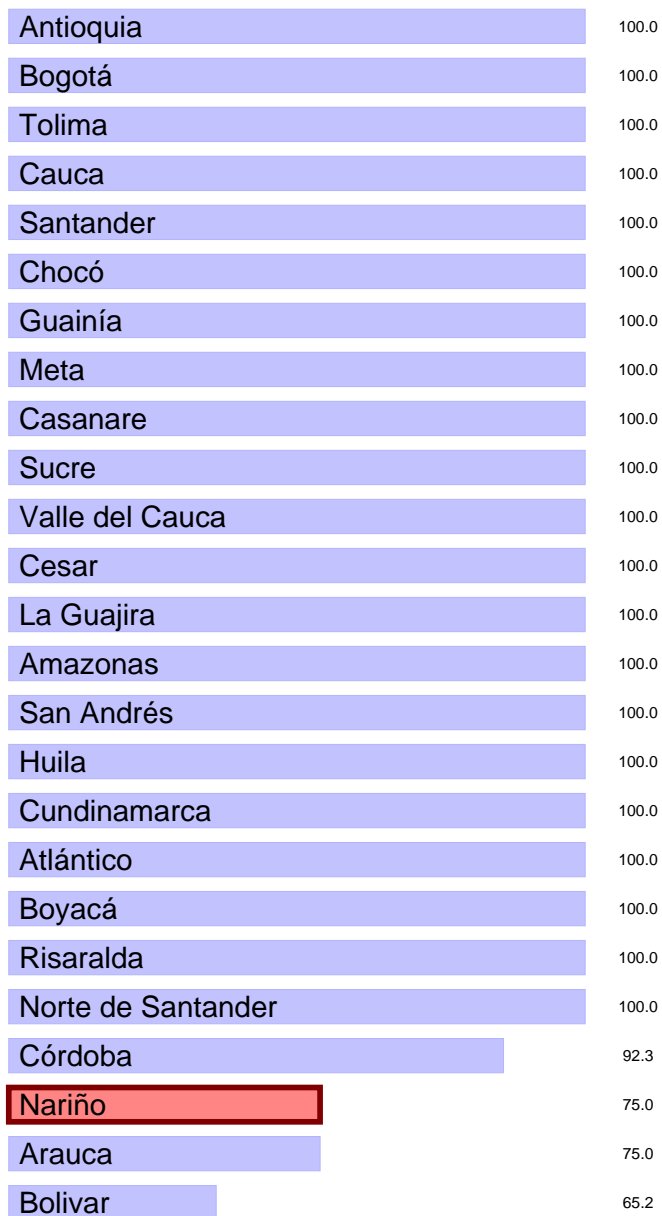 Antioquia 100.0
Bogotá 100.0
Tolima 100.0
Cauca 100.0
Santander 100.0
Chocó 100.0
Guainía 100.0
Meta 100.0
Casanare 100.0
Sucre 100.0
Valle del Cauca 100.0
Cesar 100.0
La Guajira 100.0
Amazonas 100.0
San Andrés 100.0
Huila 100.0
Cundinamarca 100.0
Atlántico 100.0
Boyacá 100.0
Risaralda 100.0
Norte de Santander 100.0
Córdoba 92.3
Nariño 75.0
Arauca 75.0
Bolivar 65.2